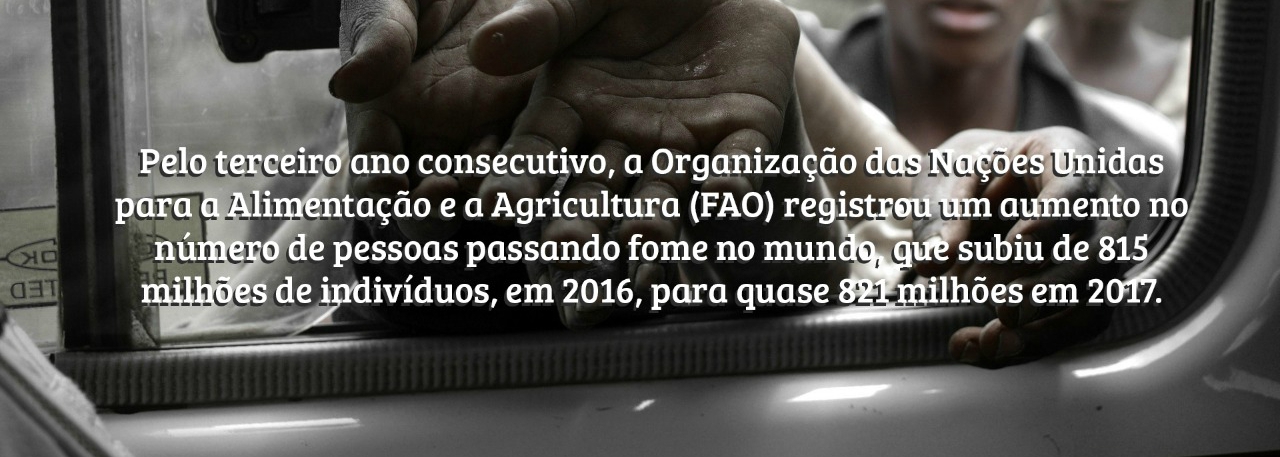 Pelo terceiro ano consecutivo, a Organização das Nações Unidas
para a Alimentação e a Agricultura (FAO) registrou um aumento no
número de pessoas passando fome no mundo, que subiu de 815
milhões de indivíduos, em 2016, para quase 821 milhões em 2017.